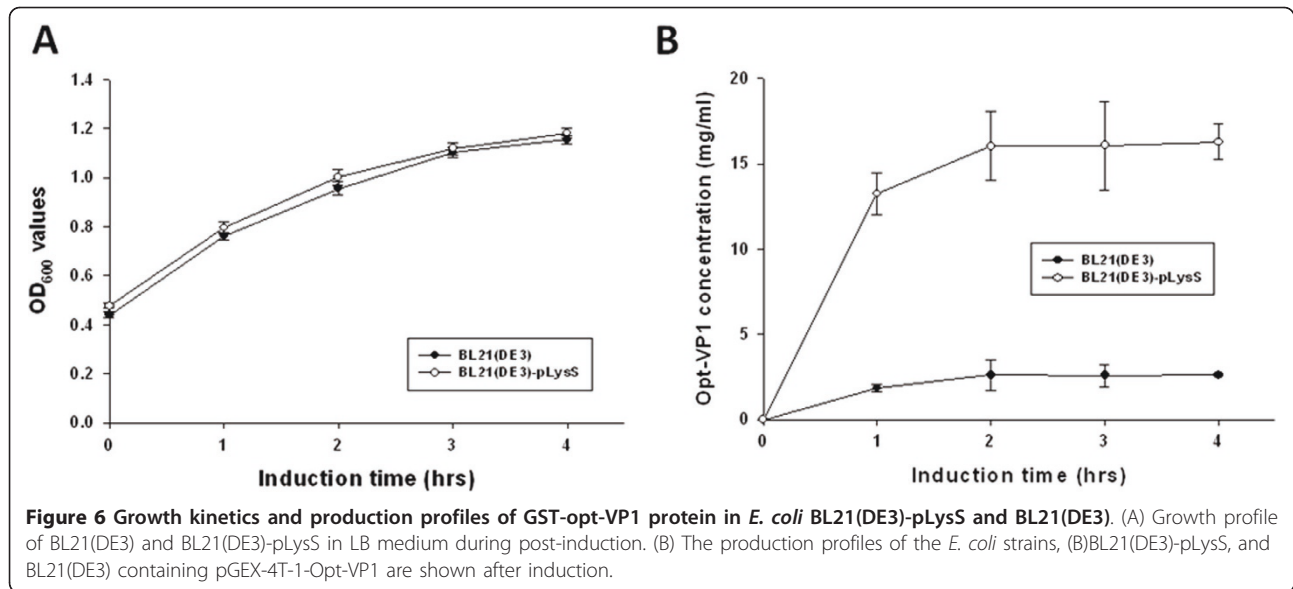 A
1.4
1.2
1.0
0.8
0.6
0.4
0.2
0.0
OD600 values
BL21(DE3)
BL21(DE3)-pLysS
0 1 2 3 4
Induction time (hrs)
B
20
15
10
5
0
Opt-VP1 concentration (mg/ml)
BL21(DE3)
BL21(DE3)-pLysS
0 1 2 3 4
Induction time (hrs)
Figure 6 Growth kinetics and production profiles of GST-opt-VP1 protein in E. coli BL21(DE3)-pLysS and BL21(DE3). (A) Growth profile
of BL21(DE3) and BL21(DE3)-pLysS in LB medium during post-induction. (B) The production profiles of the E. coli strains, (B)BL21(DE3)-pLysS, and
BL21(DE3) containing pGEX-4T-1-Opt-VP1 are shown after induction.